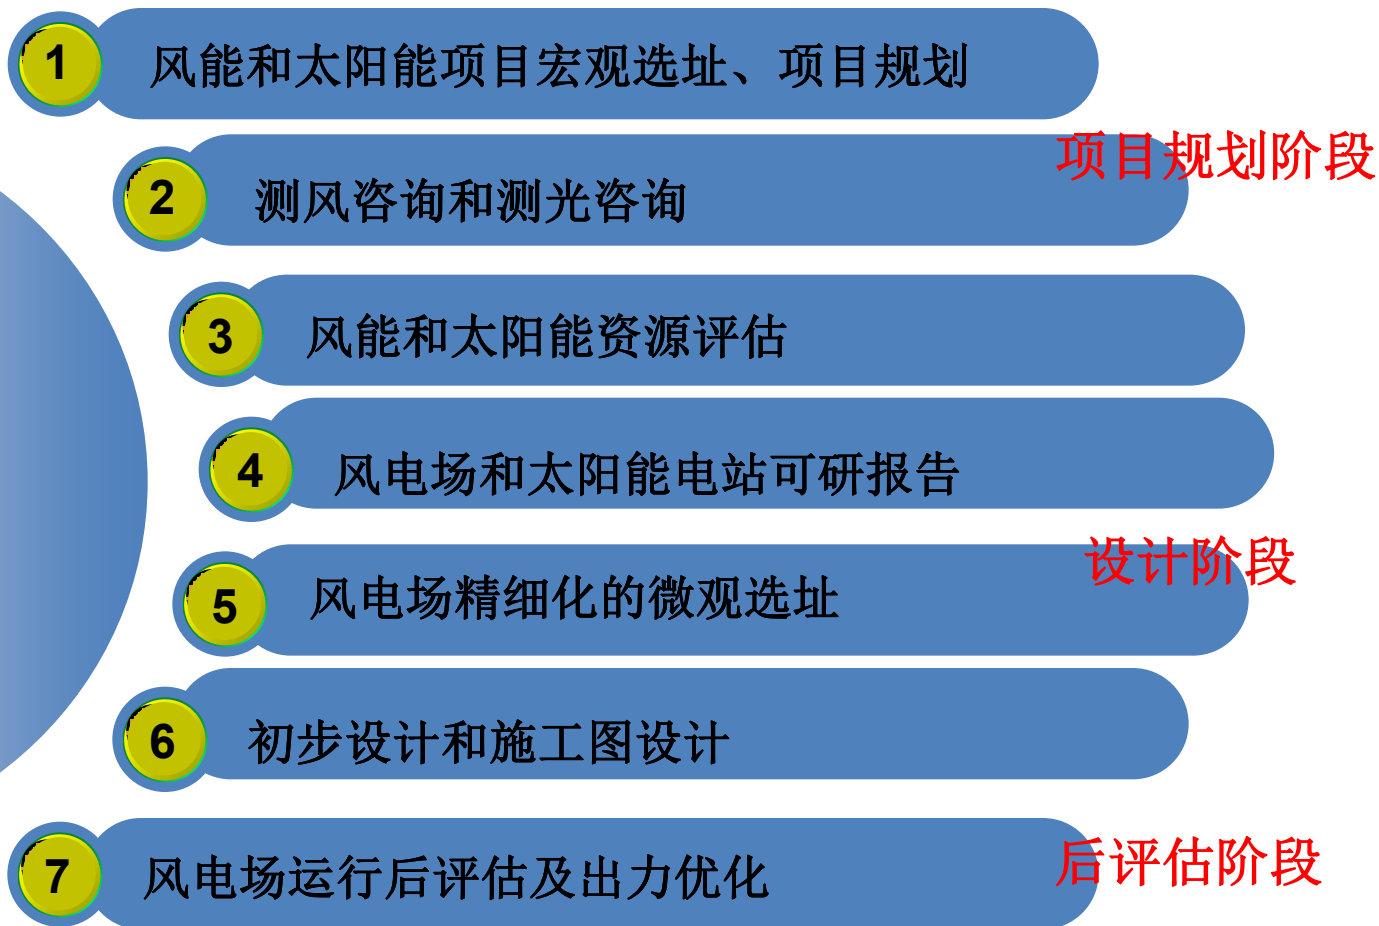 1
风能和太阳能项目宏观选址、项目规划
项目规划阶段
2
测风咨询和测光咨询
3
风能和太阳能资源评估
4
风电场和太阳能电站可研报告
设计阶段
5
风电场精细化的微观选址
6
初步设计和施工图设计
7
风电场运行后评估及出力优化
后评估阶段